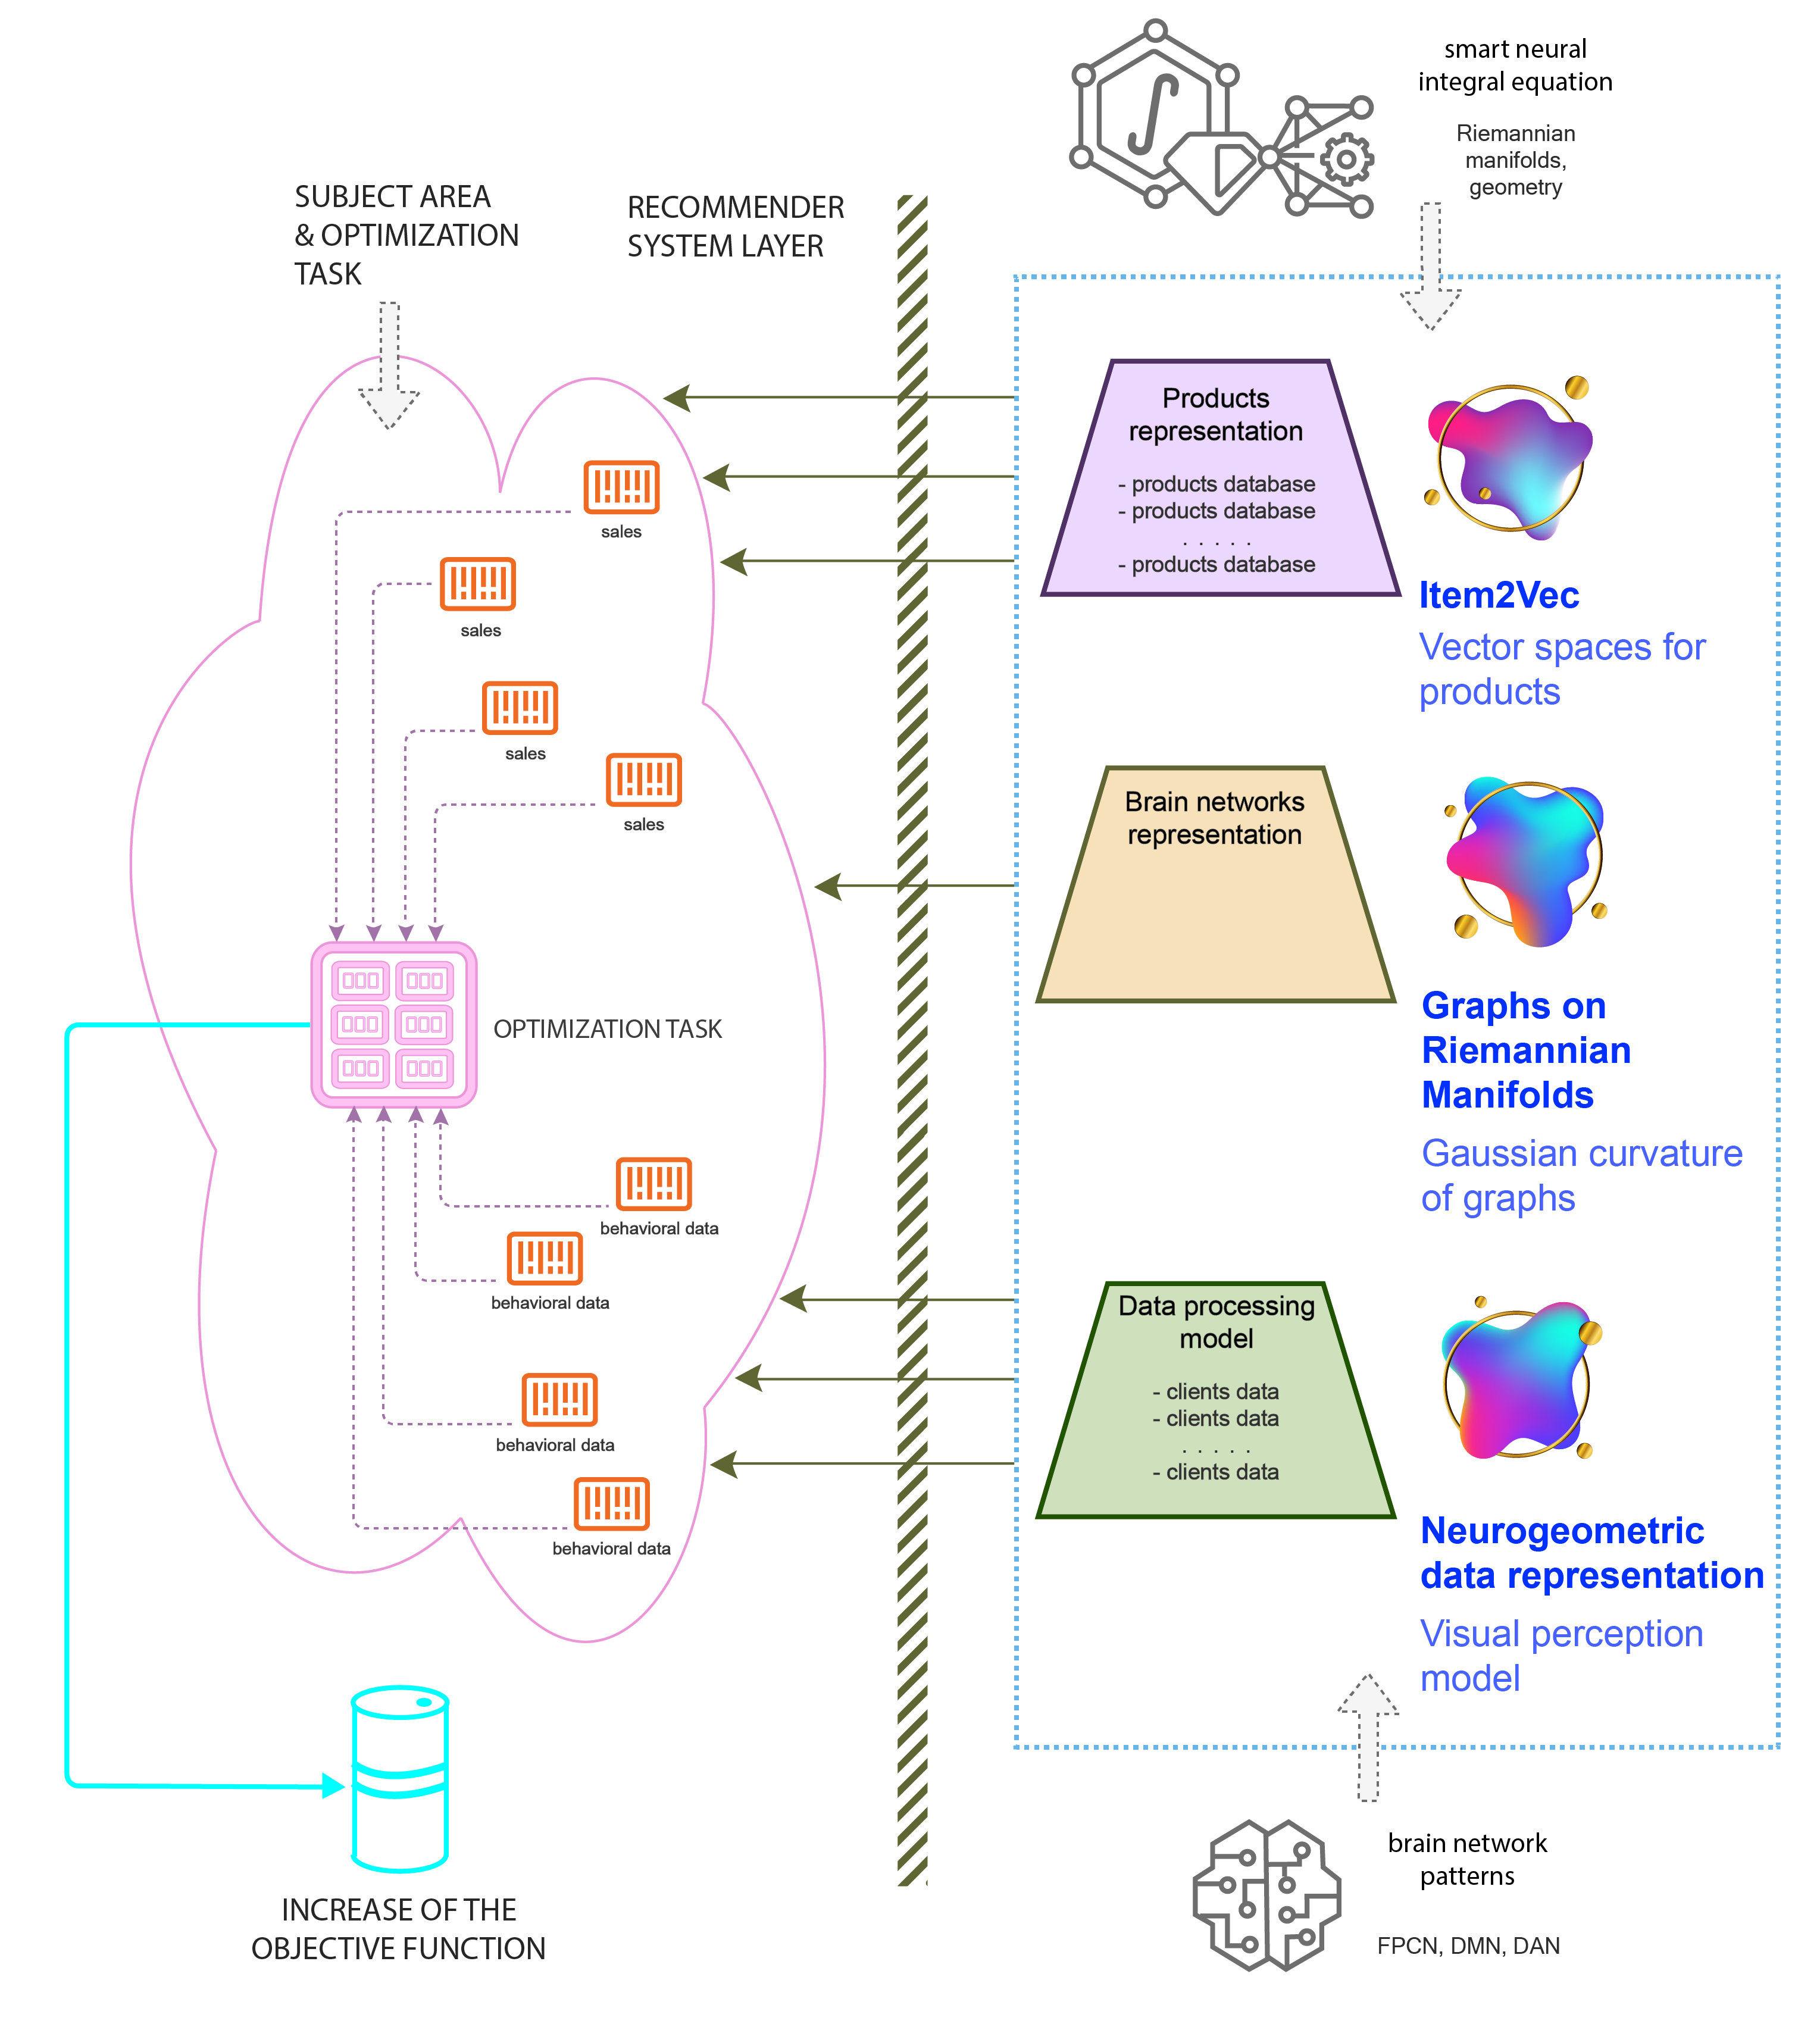 smart neural
integral equation
Riemannian
manifolds,
geometry
SUBJECT AREA
& OPTIMIZATION
TASK
RECOMMENDER
SYSTEM LAYER
Products
representation
- products database
- products database
. . . . .
- products database
Item2Vec
Vector spaces for
products
sales
sales
sales
sales
Brain networks
representation
Graphs on
Riemannian
Manifolds
Gaussian curvature
of graphs
OPTIMIZATION TASK
behavioral data
behavioral data
behavioral data
behavioral data
Data processing
model
- clients data
- clients data
. . . . .
- clients data
Neurogeometric
data representation
Visual perception
model
brain network
patterns
FPCN, DMN, DAN
INCREASE OF THE
OBJECTIVE FUNCTION